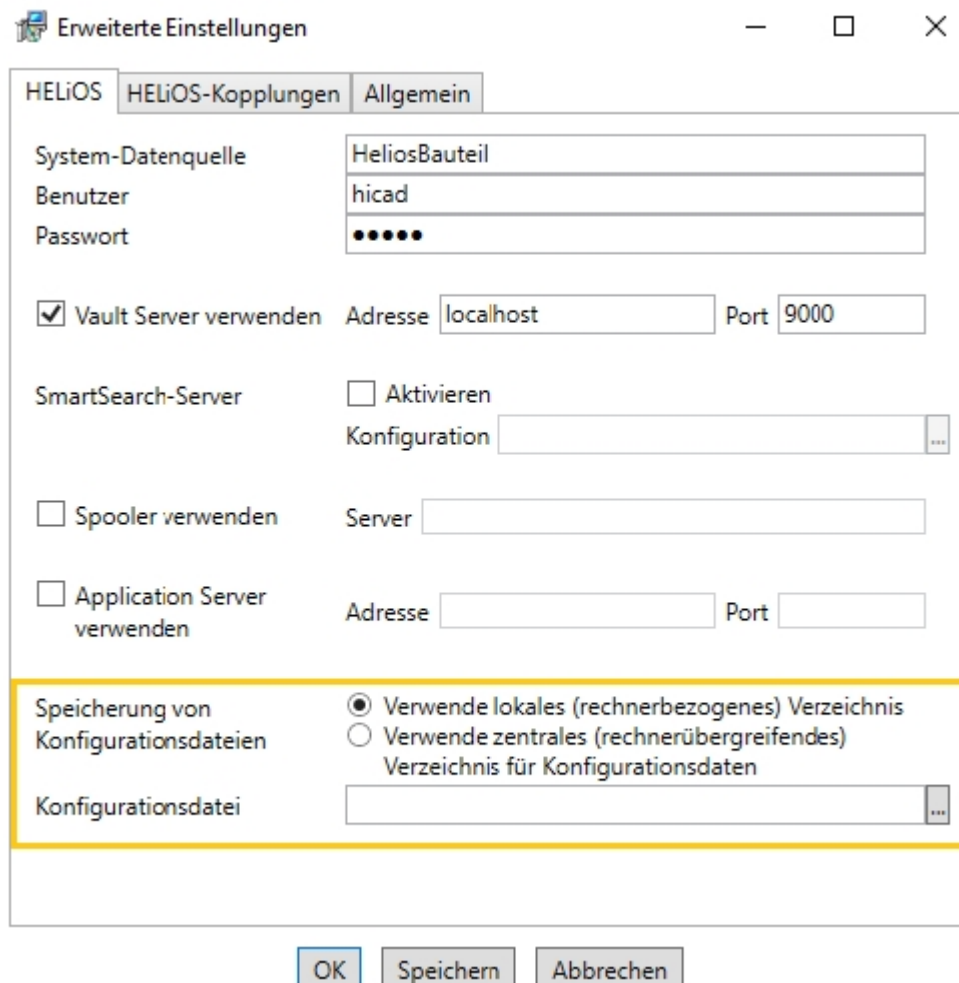 Erweiterte Einstellungen
HELiOS HELiOS-Kopplungen Allgemein
System-Datenquelle HeliosBauteil
Benutzer hicad
Passwort •••••
Vault Server verwenden Adresse localhost Port 9000
SmartSearch-Server Aktivieren
Konfiguration ...
Spooler verwenden Server
Application Server
verwenden Adresse Port
Speicherung von
Konfigurationsdateien
Verwende lokales (rechnerbezogenes) Verzeichnis
Verwende zentrales (rechnerübergreifendes)
Verzeichnis für Konfigurationsdaten
Konfigurationsdatei ...
OK Speichern Abbrechen